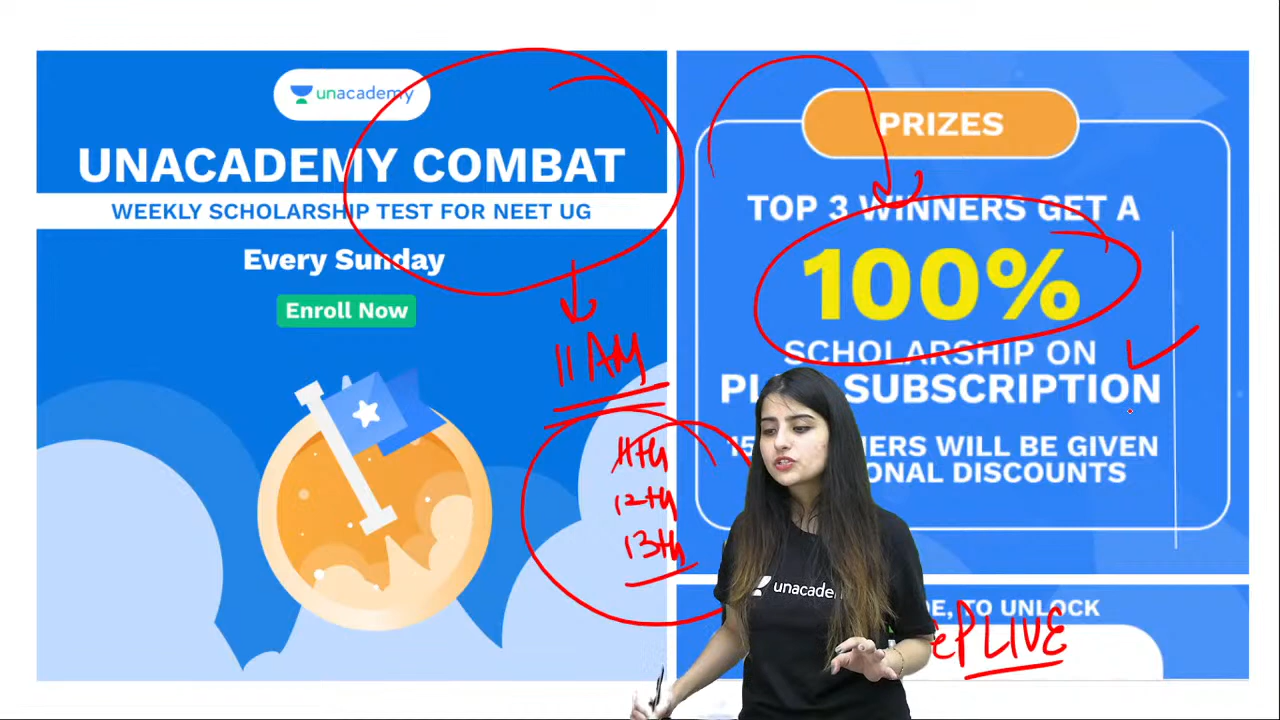 unacademy
UNACADEMY COMBAT
WEEKLY SCHOLARSHIP TEST FOR NEET UG
Every Sunday
Enroll Now
11 AM
11th
12th
13th
PRIZES
TOP 3 WINNERS GET A
100%
SCHOLARSHIP ON
SUBSCRIPTION
WILL BE GIVEN
DISCOUNTS
TO UNLOCK
PLIVE
unacademy